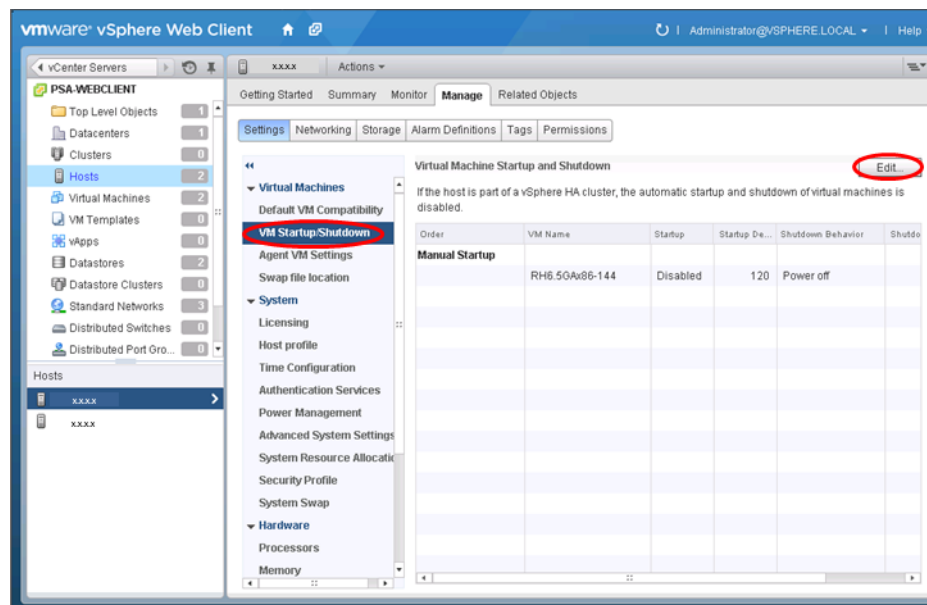 vmware® vSphere Web Client
Administrator@VSPHERE.LOCAL
Help
vCenter Servers
PSA-WEBCLIENT
Top Level Objects 1
Datacenters 1
Clusters 0
Hosts 2
Virtual Machines 2
VM Templates 0
vApps 0
Datastores 2
Datastore Clusters 0
Standard Networks 3
Distributed Switches 0
Distributed Port Gro... 0
Hosts
xxxx
xxxx
xxxx Actions
Getting Started Summary Monitor Manage Related Objects
Settings Networking Storage Alarm Definitions Tags Permissions
Virtual Machines
Default VM Compatibility
VM Startup/Shutdown
Agent VM Settings
Swap file location
System
Licensing
Host profile
Time Configuration
Authentication Services
Power Management
Advanced System Settings
System Resource Allocatio
Security Profile
System Swap
Hardware
Processors
Memory
Virtual Machine Startup and Shutdown
Edit...
If the host is part of a vSphere HA cluster, the automatic startup and shutdown of virtual machines is
disabled.
Order VM Name Startup Startup De... Shutdown Behavior Shutdo
Manual Startup
RH6.5GAx86-144 Disabled 120 Power off